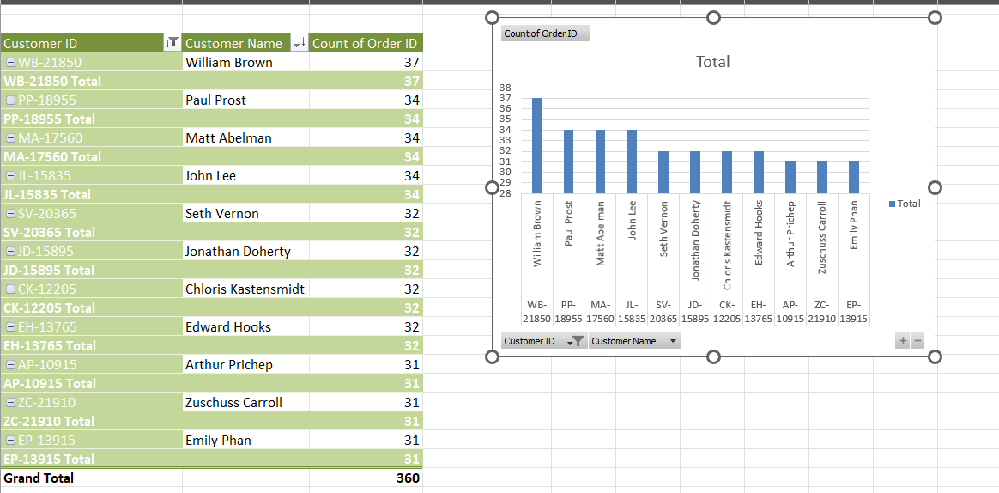 Customer ID Customer Name Count of Order ID
WB-21850 William Brown 37
WB-21850 Total 37
PP-18955 Paul Prost 34
PP-18955 Total 34
MA-17560 Matt Abelman 34
MA-17560 Total 34
JL-15835 John Lee 34
JL-15835 Total 34
SV-20365 Seth Vernon 32
SV-20365 Total 32
JD-15895 Jonathan Doherty 32
JD-15895 Total 32
CK-12205 Chloris Kastensmidt 32
CK-12205 Total 32
EH-13765 Edward Hooks 32
EH-13765 Total 32
AP-10915 Arthur Prichep 31
AP-10915 Total 31
ZC-21910 Zuschuss Carroll 31
ZC-21910 Total 31
EP-13915 Emily Phan 31
EP-13915 Total 31
Grand Total 360
Count of Order ID
Total
38
37
36
35
34
33
32
31
30
29
28
William Brown
Paul Prost
Matt Abelman
John Lee
Seth Vernon
Jonathan Doherty
Chloris Kastensmidt
Edward Hooks
Arthur Prichep
Zuschuss Carroll
Emily Phan
WB- PP- MA- JL- SV- JD- CK- EH- AP- ZC- EP-
21850 18955 17560 15835 20365 15895 12205 13765 10915 21910 13915
Total
Customer ID Customer Name